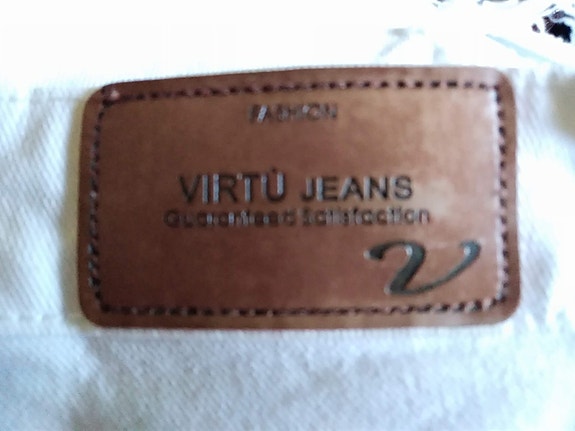 FASHION
VIRTÙ JEANS
Guaranteed Satisfaction
V